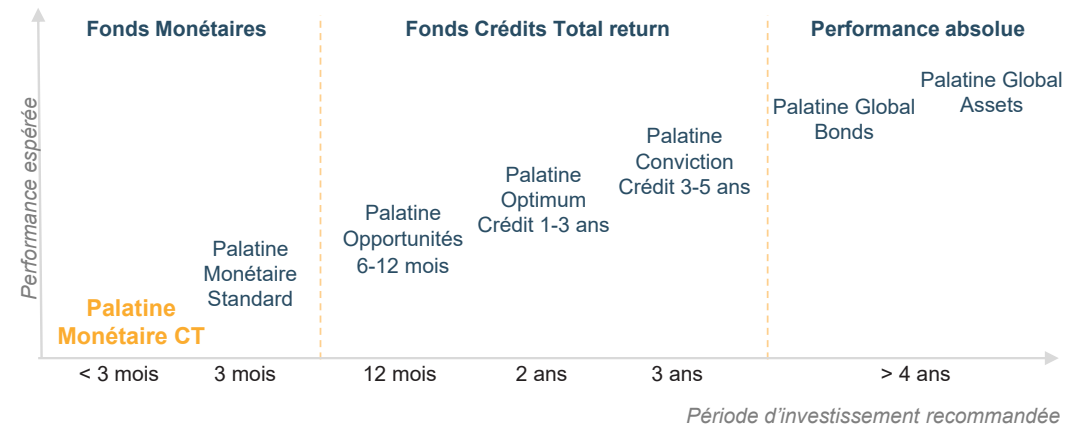 Fonds Monétaires
Fonds Crédits Total return
Performance absolue
Performance espérée
Palatine
Monétaire CT
Palatine
Monétaire
Standard
Palatine
Opportunités
6-12 mois
Palatine
Optimum
Crédit 1-3 ans
Palatine
Conviction
Crédit 3-5 ans
Palatine Global
Bonds
Palatine Global
Assets
< 3 mois
3 mois
12 mois
2 ans
3 ans
> 4 ans
Période d’investissement recommandée